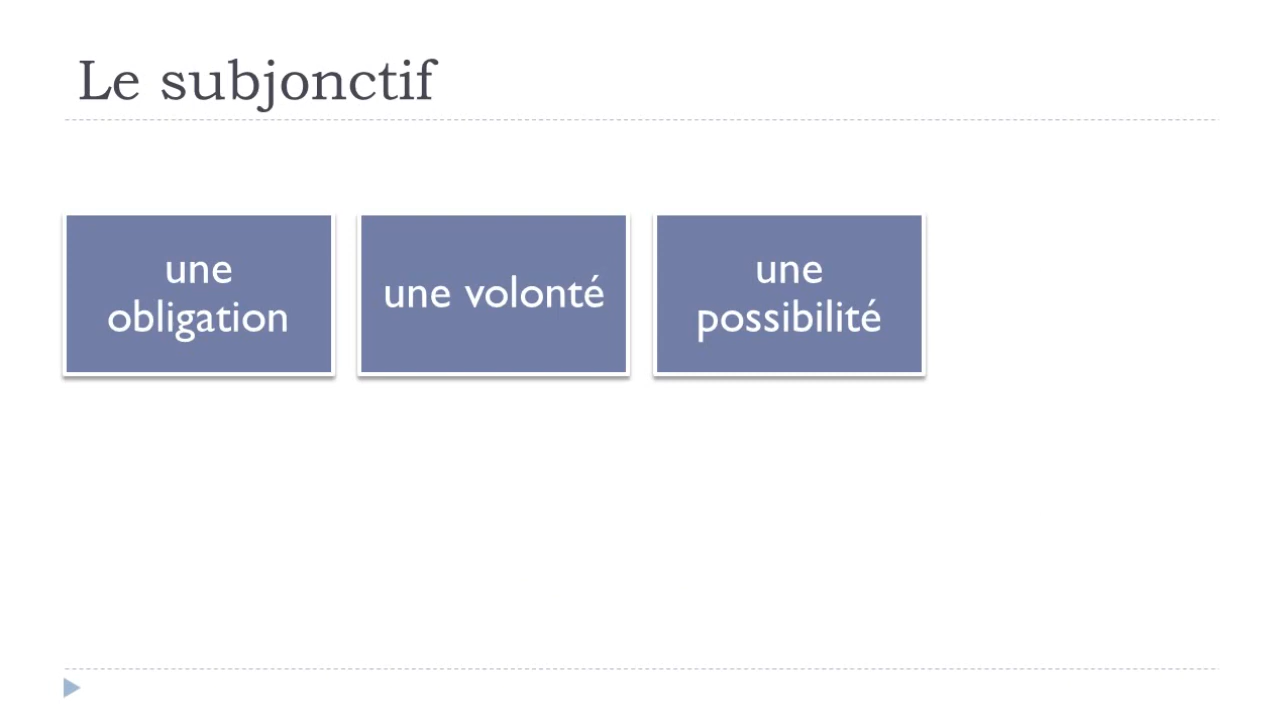 Le subjonctif
une
obligation
une volonté
une
possibilité